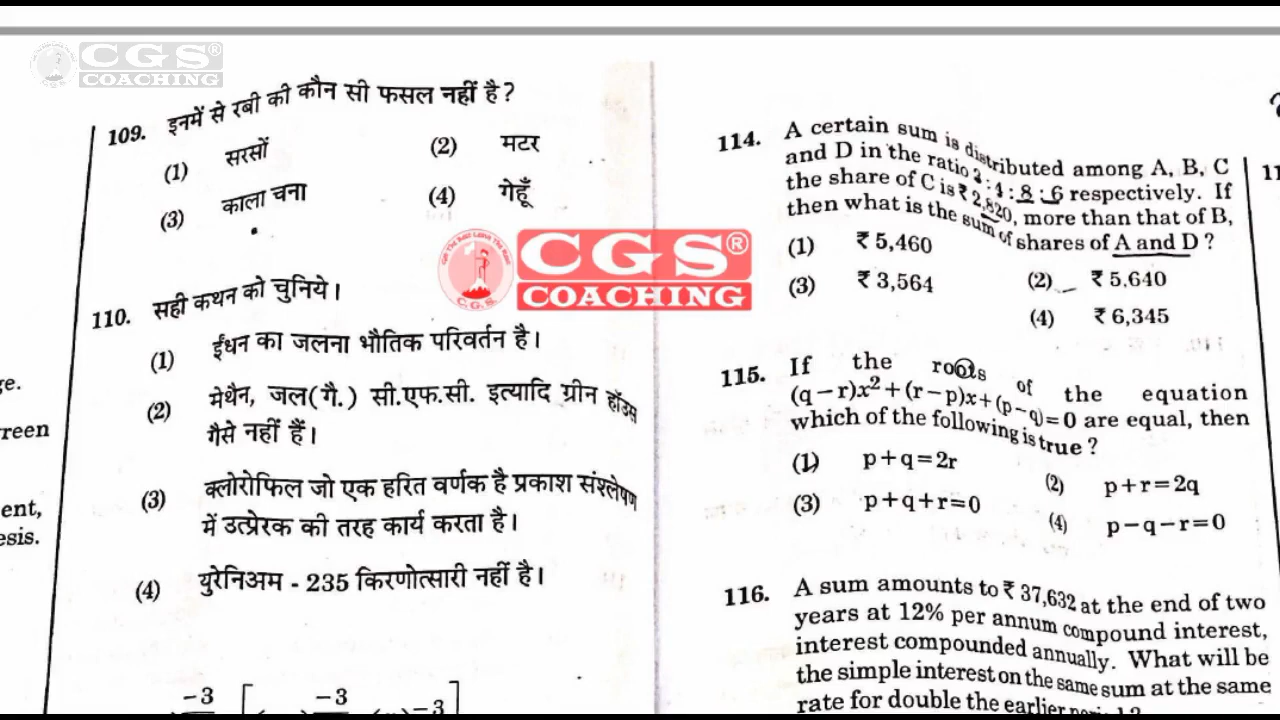 CGS®
COACHING
109. इनमें से रबी की कौन सी फसल नहीं है?
(1) सरसों (2) मटर
(3) काला चना (4) गेहूँ
110. सही कथन को चुनिये।
(1) ईंधन का जलना भौतिक परिवर्तन है।
(2) मेथैन, जल(गै.) सी.एफ.सी. इत्यादि ग्रीन हॉउस
गैसे नहीं हैं।
(3) क्लोरोफिल जो एक हरित वर्णक है प्रकाश संश्लेषण
में उत्प्रेरक की तरह कार्य करता है।
(4) युरेनिअम - 235 किरणोत्सारी नहीं है।
-3 -3 -3
ge.
reen
ent,
esis.
CGS®
COACHING
C.G.S.
114. A certain sum is distributed among A, B, C
and D in the ratio 2 : 4 : 8 : 6 respectively. If
the share of C is ₹ 2,820, more than that of B,
then what is the sum of shares of A and D ?
(1) ₹ 5,460
(2) ₹ 5,640
(3) ₹ 3,564
(4) ₹ 6,345
115. If the roots of the equation
(q−r)x²+(r−p)x+(p−q)=0 are equal, then
which of the following is true ?
(1) p+q=2r
(2) p+r=2q
(3) p+q+r=0
(4) p−q−r=0
116. A sum amounts to ₹ 37,632 at the end of two
years at 12% per annum compound interest,
interest compounded annually. What will be
the simple interest on the same sum at the same
rate for double the earlier period?
11